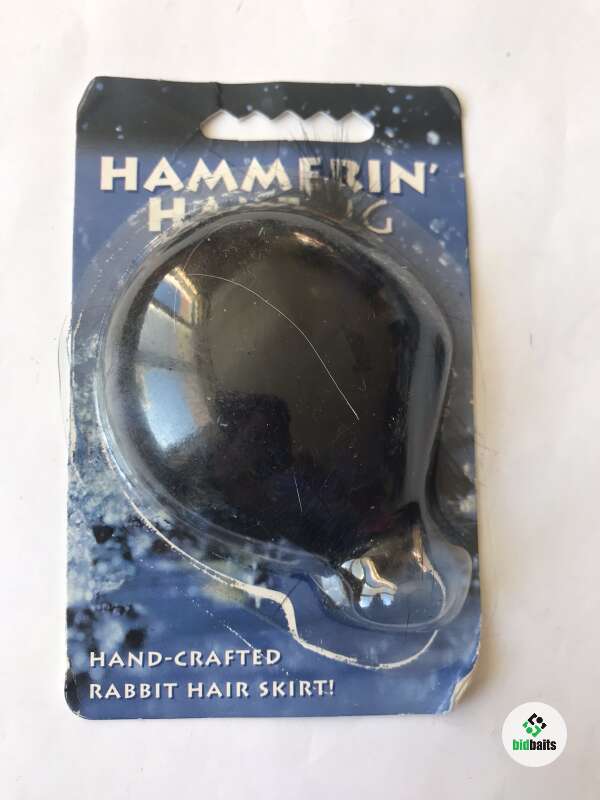 HAMMERIN'
HAND-CRAFTED
RABBIT HAIR SKIRT!
bidbaits